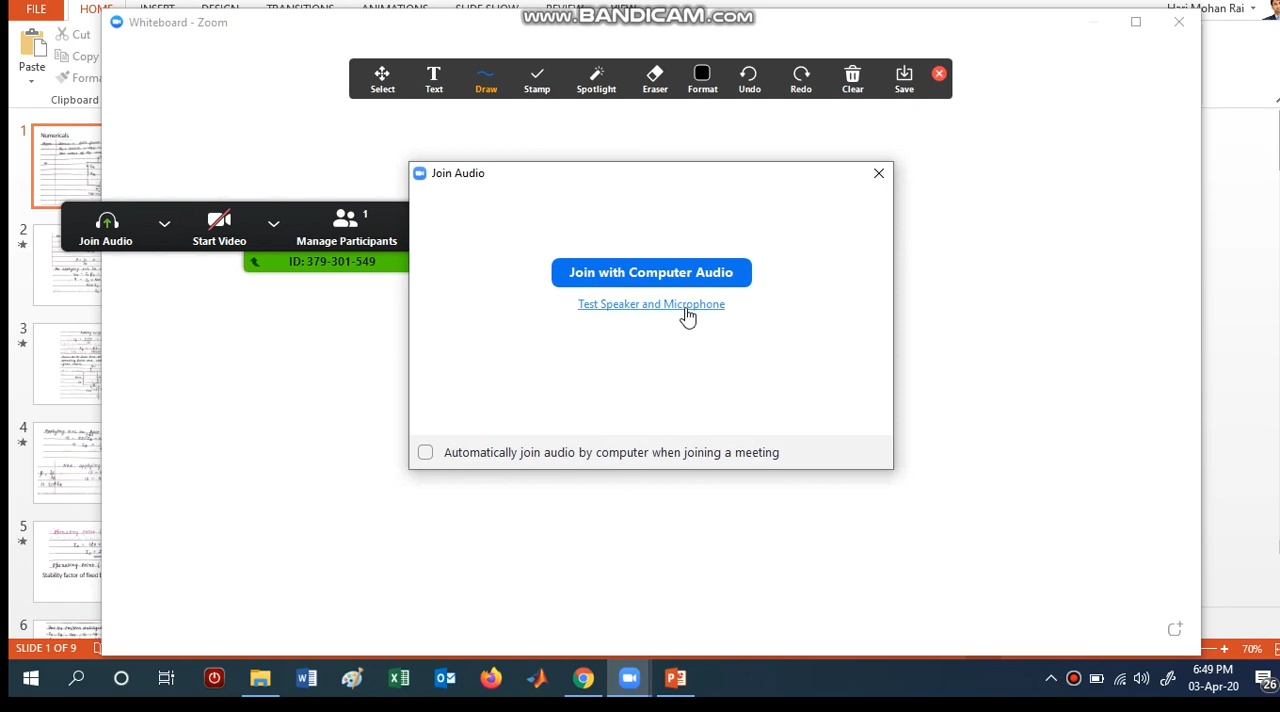 FILE
HOME
INSERT
DESIGN
TRANSITIONS
ANIMATIONS
SLIDE SHOW
REVIEW
VIEW
Hari Mohan Rai
Whiteboard - Zoom
www.BANDICAM.com
Paste
Cut
Copy
Forma
Clipboard
Select
Text
Draw
Stamp
Spotlight
Eraser
Format
Undo
Redo
Clear
Save
Join Audio
Join with Computer Audio
Test Speaker and Microphone
Automatically join audio by computer when joining a meeting
Join Audio
Start Video
1
Manage Participants
ID: 379-301-549
1
Numericals
2
3
4
5
Stability factor of fixed b
6
SLIDE 1 OF 9
70%
6:49 PM
03-Apr-20
26